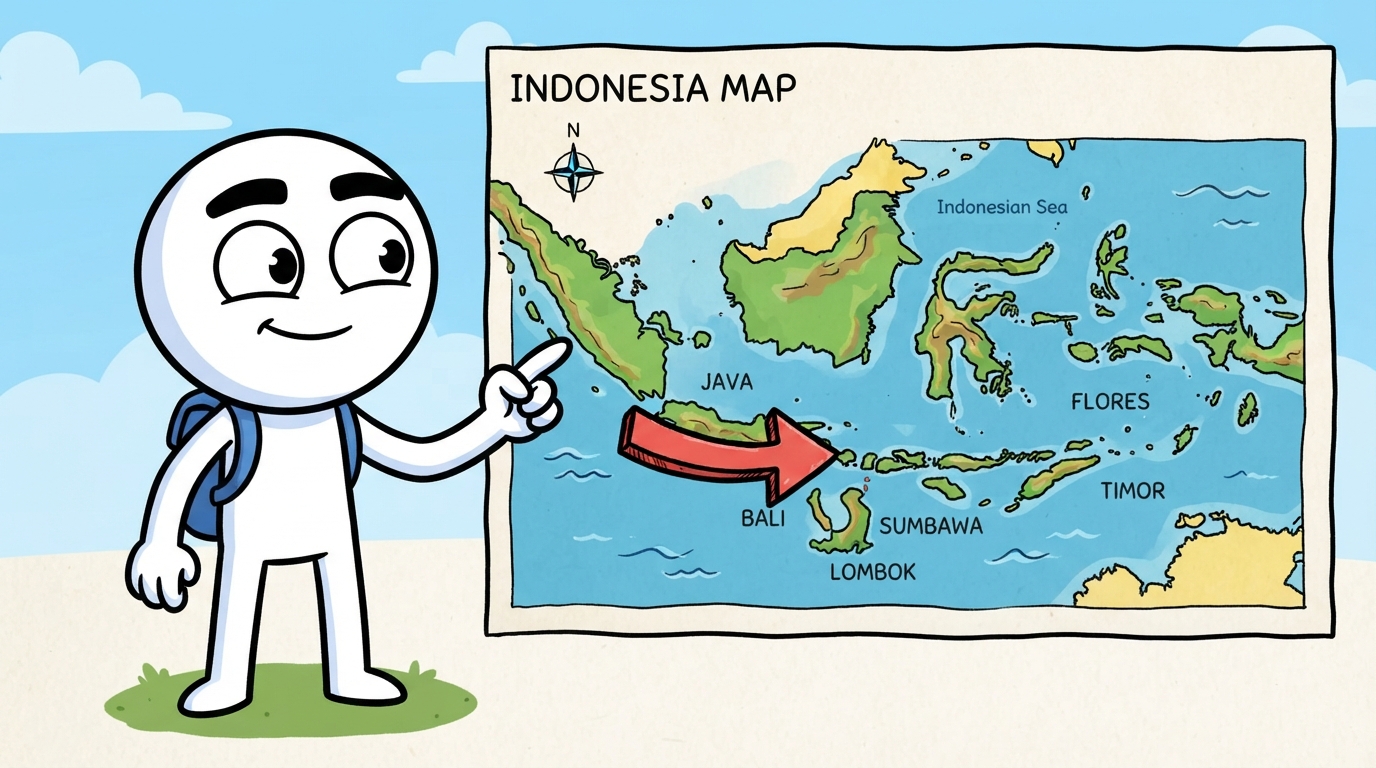 INDONESIA MAP
N
Indonesian Sea
JAVA
FLORES
TIMOR
BALI
SUMBAWA
LOMBOK